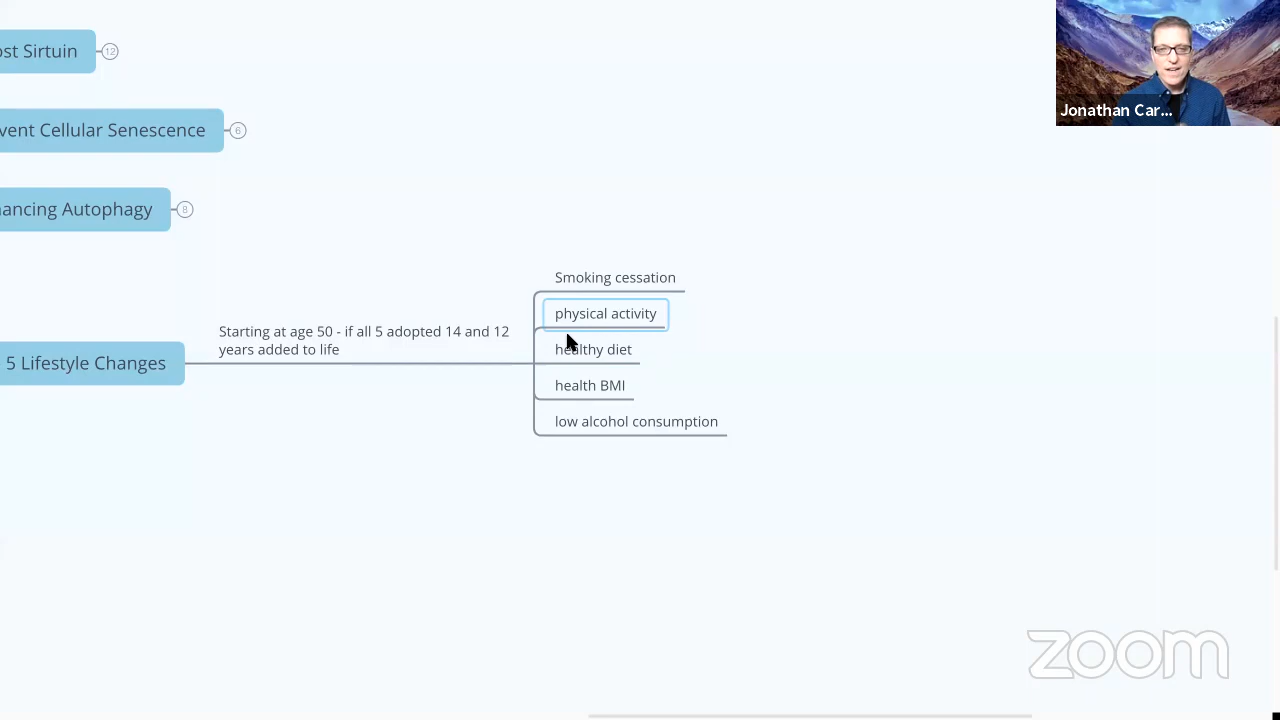 ost Sirtuin
12
Jonathan Car...
vent Cellular Senescence
6
nancing Autophagy
8
Smoking cessation
physical activity
Starting at age 50 - if all 5 adopted 14 and 12
years added to life
healthy diet
5 Lifestyle Changes
health BMI
low alcohol consumption
zoom